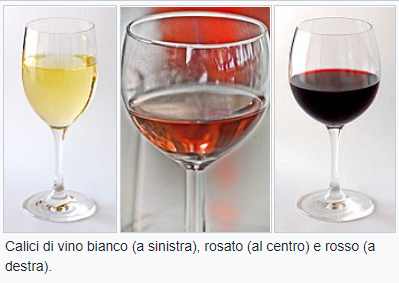 Calici di vino bianco (a sinistra), rosato (al centro) e rosso (a
destra).